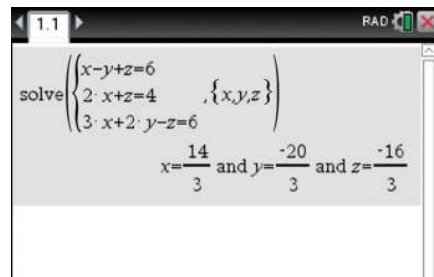 1.1 RAD
x-y+z=6
solve( 2·x+z=4 ,{x,y,z} )
3·x+2·y-z=6
x=14/3 and y=-20/3 and z=-16/3